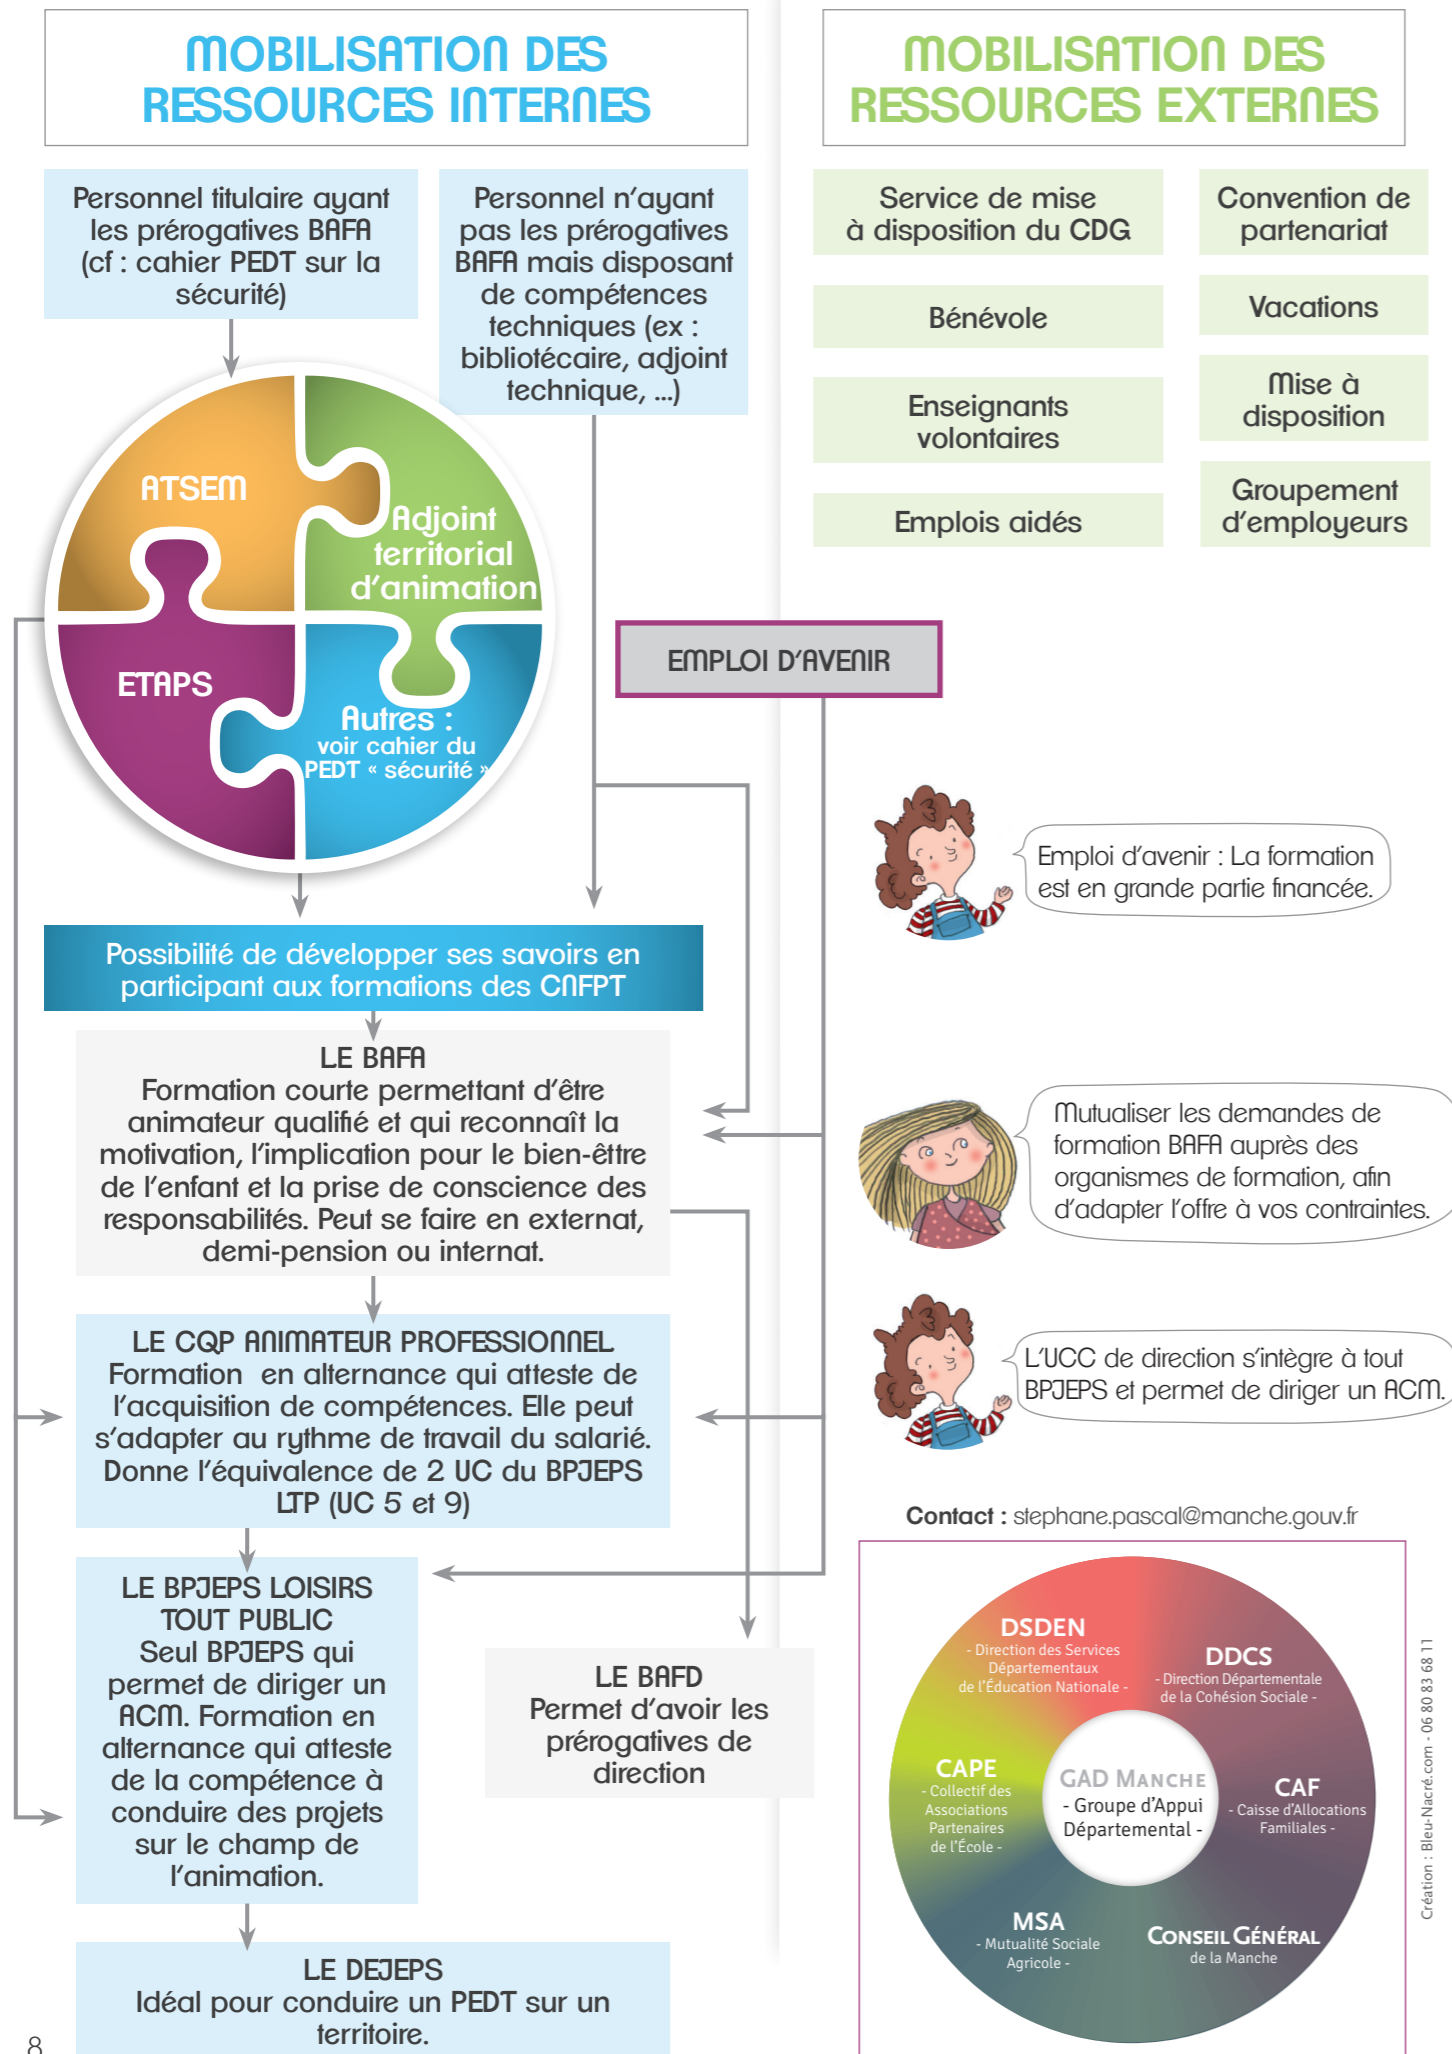 MOBILISATION DES
RESSOURCES INTERNES
Personnel titulaire ayant
les prérogatives BAFA
(cf : cahier PEDT sur la
sécurité)
Personnel n'ayant
pas les prérogatives
BAFA mais disposant
de compétences
techniques (ex :
bibliotécaire, adjoint
technique, ...)
ATSEM
Adjoint
territorial
d'animation
ETAPS
Autres :
voir cahier du
PEDT « sécurité »
Possibilité de développer ses savoirs en
participant aux formations des CNFPT
LE BAFA
Formation courte permettant d'être
animateur qualifié et qui reconnaît la
motivation, l'implication pour le bien-êttre
de l'enfant et la prise de conscience des
responsabilités. Peut se faire en externat,
demi-pension ou internat.
LE CQP ANIMATEUR PROFESSIONNEL
Formation en alternance qui atteste de
l'acquisition de compétences. Elle peut
s'adapter au rythme de travail du salarié.
Donne l'équivalence de 2 UC du BPJEPS
LTP (UC 5 et 9)
LE BPJEPS LOISIRS
TOUT PUBLIC
Seul BPJEPS qui
permet de diriger un
ACM. Formation en
alternance qui atteste
de la compétence à
conduire des projets
sur le champ de
l'animation.
LE BAFD
Permet d'avoir les
prérogatives de
direction
LE DEJEPS
Idéal pour conduire un PEDT sur un
territoire.
8
MOBILISATION DES
RESSOURCES EXTERNES
Service de mise
à disposition du CDG
Bénévole
Enseignants
volontaires
Emplois aidés
Convention de
partenariat
Vacations
Mise à
disposition
Groupement
d'employeurs
EMPLOI D'AVENIR
Emploi d'avenir : La formation
est en grande partie financée.
Mutualiser les demandes de
formation BAFA auprès des
organismes de formation, afin
d'adapter l'offre à vos contraintes.
L'UCC de direction s'intègre à tout
BPJEPS et permet de diriger un ACM.
Contact : stephane.pascal@manche.gouv.fr
DSDEN
- Direction des Services
Départementaux
de l'Éducation Nationale -
DDCS
- Direction Départementale
de la Cohésion Sociale -
CAPE
- Collectif des
Associations
Partenaires
de l'École -
GAD MANCHE
- Groupe d'Appui
Départemental -
CAF
- Caisse d'Allocations
Familiales -
MSA
- Mutualité Sociale
Agricole -
CONSEIL GÉNÉRAL
de la Manche
Création : Bleu-Nacré.com - 06 80 83 68 11